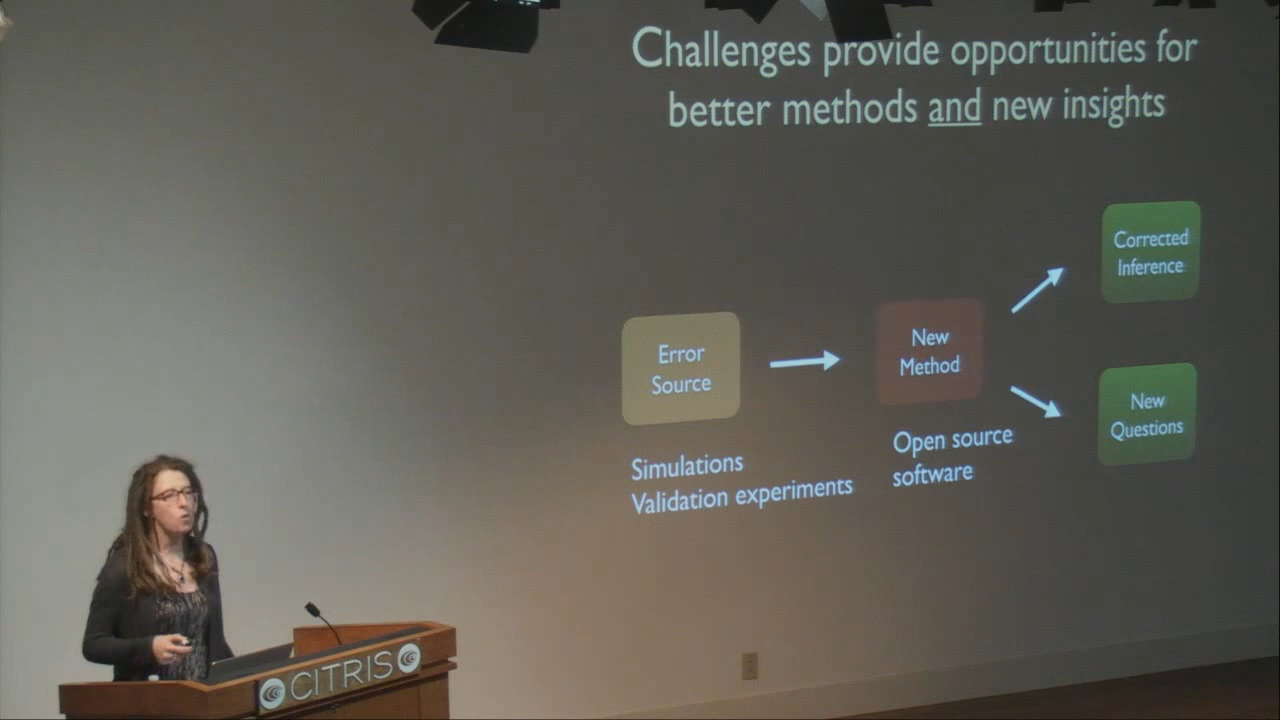 Challenges provide opportunities for
better methods and new insights
Corrected
Inference
Error
Source
New
Method
New
Questions
Simulations
Validation experiments
Open source
software
CITRIS